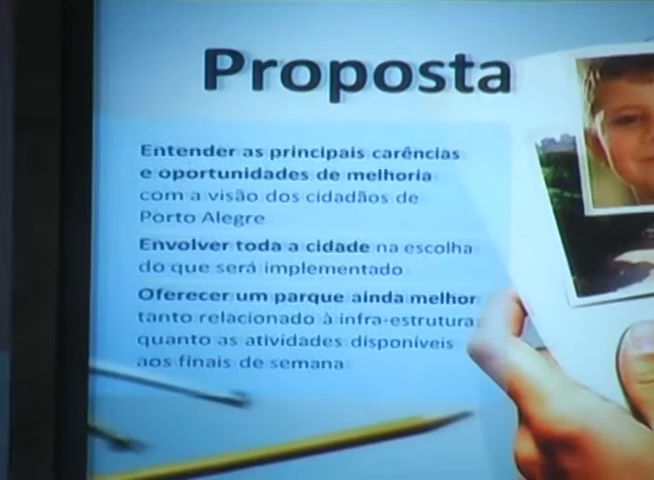 Proposta
Entender as principais carências
e oportunidades de melhoria
com a visão dos cidadãos de
Porto Alegre
Envolver toda a cidade na escolha
do que será implementado
Oferecer um parque ainda melhor
tanto relacionado à infra-estrutura
quanto as atividades disponíveis
aos finais de semana